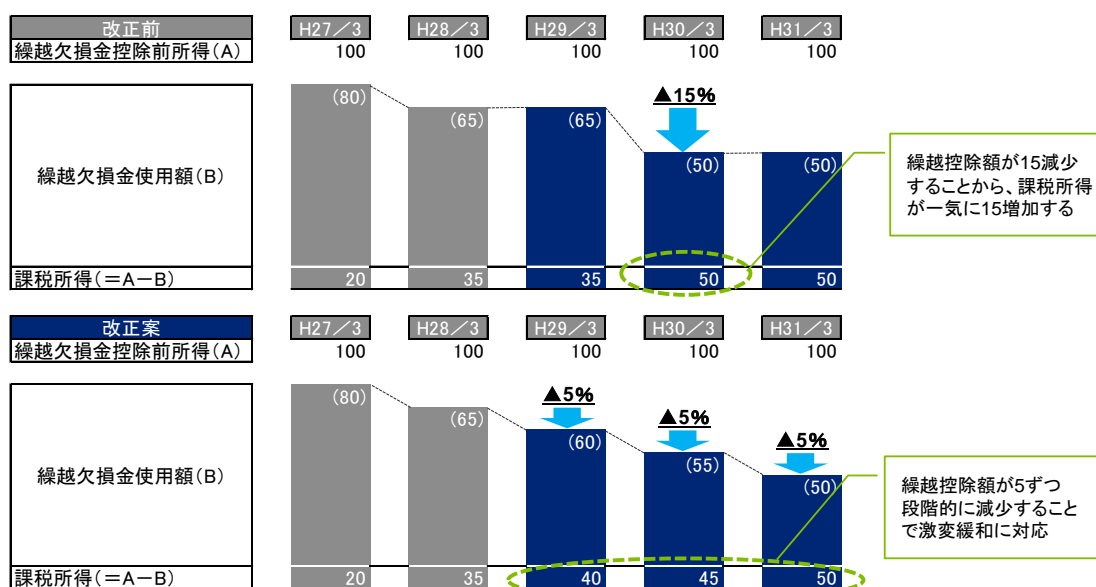 改正前 H27／3 H28／3 H29／3 H30／3 H31／3
繰越欠損金控除前所得(A) 100 100 100 100 100
(80) (65) (65) (50) (50)
▲15%
繰越欠損金使用額(B)
繰越控除額が15減少
することから、課税所得
が一気に15増加する
課税所得(＝A－B) 20 35 35 50 50
改正案 H27／3 H28／3 H29／3 H30／3 H31／3
繰越欠損金控除前所得(A) 100 100 100 100 100
(80) (65) (60) (55) (50)
▲5% ▲5% ▲5%
繰越欠損金使用額(B)
繰越控除額が5ずつ
段階的に減少すること
で激変緩和に対応
課税所得(＝A－B) 20 35 40 45 50